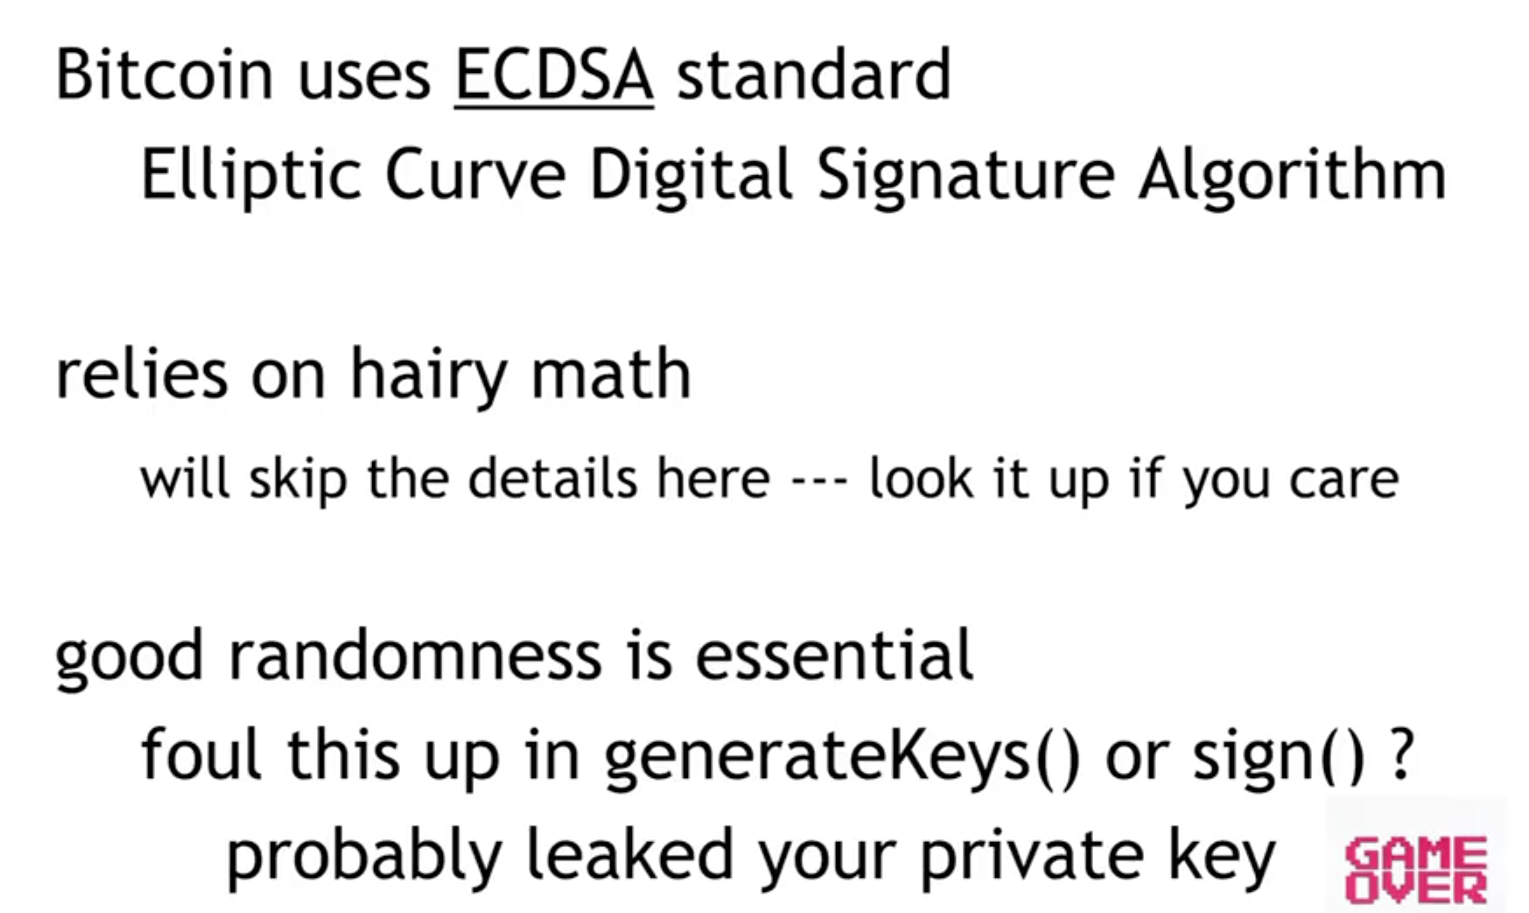 Bitcoin uses ECDSA standard
Elliptic Curve Digital Signature Algorithm
relies on hairy math
will skip the details here --- look it up if you care
good randomness is essential
foul this up in generateKeys() or sign() ?
probably leaked your private key
GAME
OVER